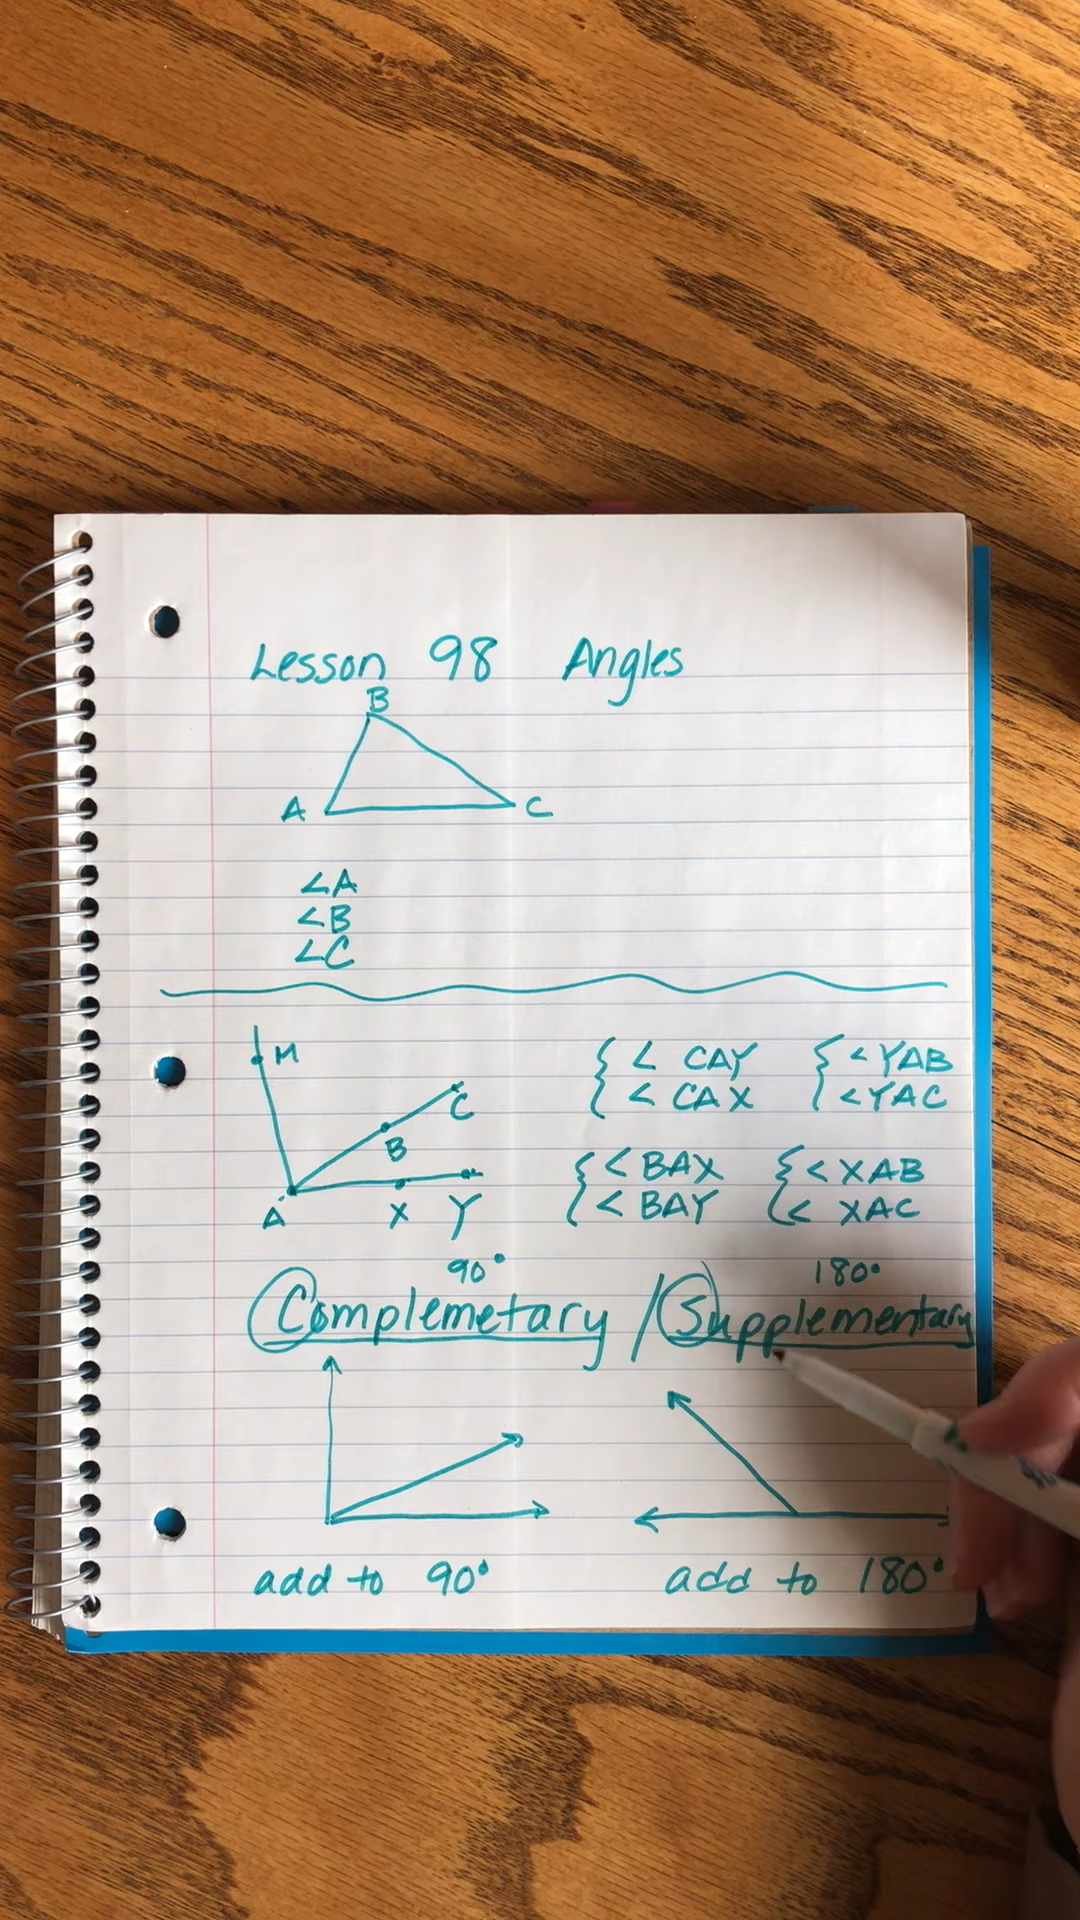 Lesson 98 Angles
B
A C
<A
<B
<C
M
C
B
A X Y
{ < CAY { < YAB
< CAX < YAC
{ < BAX { < XAB
< BAY < XAC
90° 180°
Complemetary / Supplementary
add to 90° add to 180°